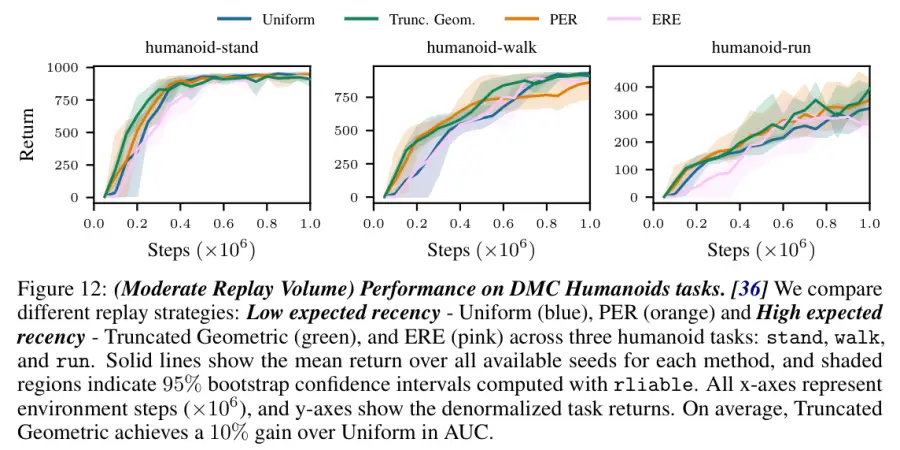 Uniform Trunc. Geom. PER ERE
humanoid-stand humanoid-walk humanoid-run
Return
1000
750
500
250
0
0.0 0.2 0.4 0.6 0.8 1.0
Steps (×10⁶)
750
500
250
0
0.0 0.2 0.4 0.6 0.8 1.0
Steps (×10⁶)
400
300
200
100
0
0.0 0.2 0.4 0.6 0.8 1.0
Steps (×10⁶)
Figure 12: (Moderate Replay Volume) Performance on DMC Humanoids tasks. [36] We compare
different replay strategies: Low expected recency - Uniform (blue), PER (orange) and High expected
recency - Truncated Geometric (green), and ERE (pink) across three humanoid tasks: stand, walk,
and run. Solid lines show the mean return over all available seeds for each method, and shaded
regions indicate 95% bootstrap confidence intervals computed with rliable. All x-axes represent
environment steps (×10⁶), and y-axes show the denormalized task returns. On average, Truncated
Geometric achieves a 10% gain over Uniform in AUC.